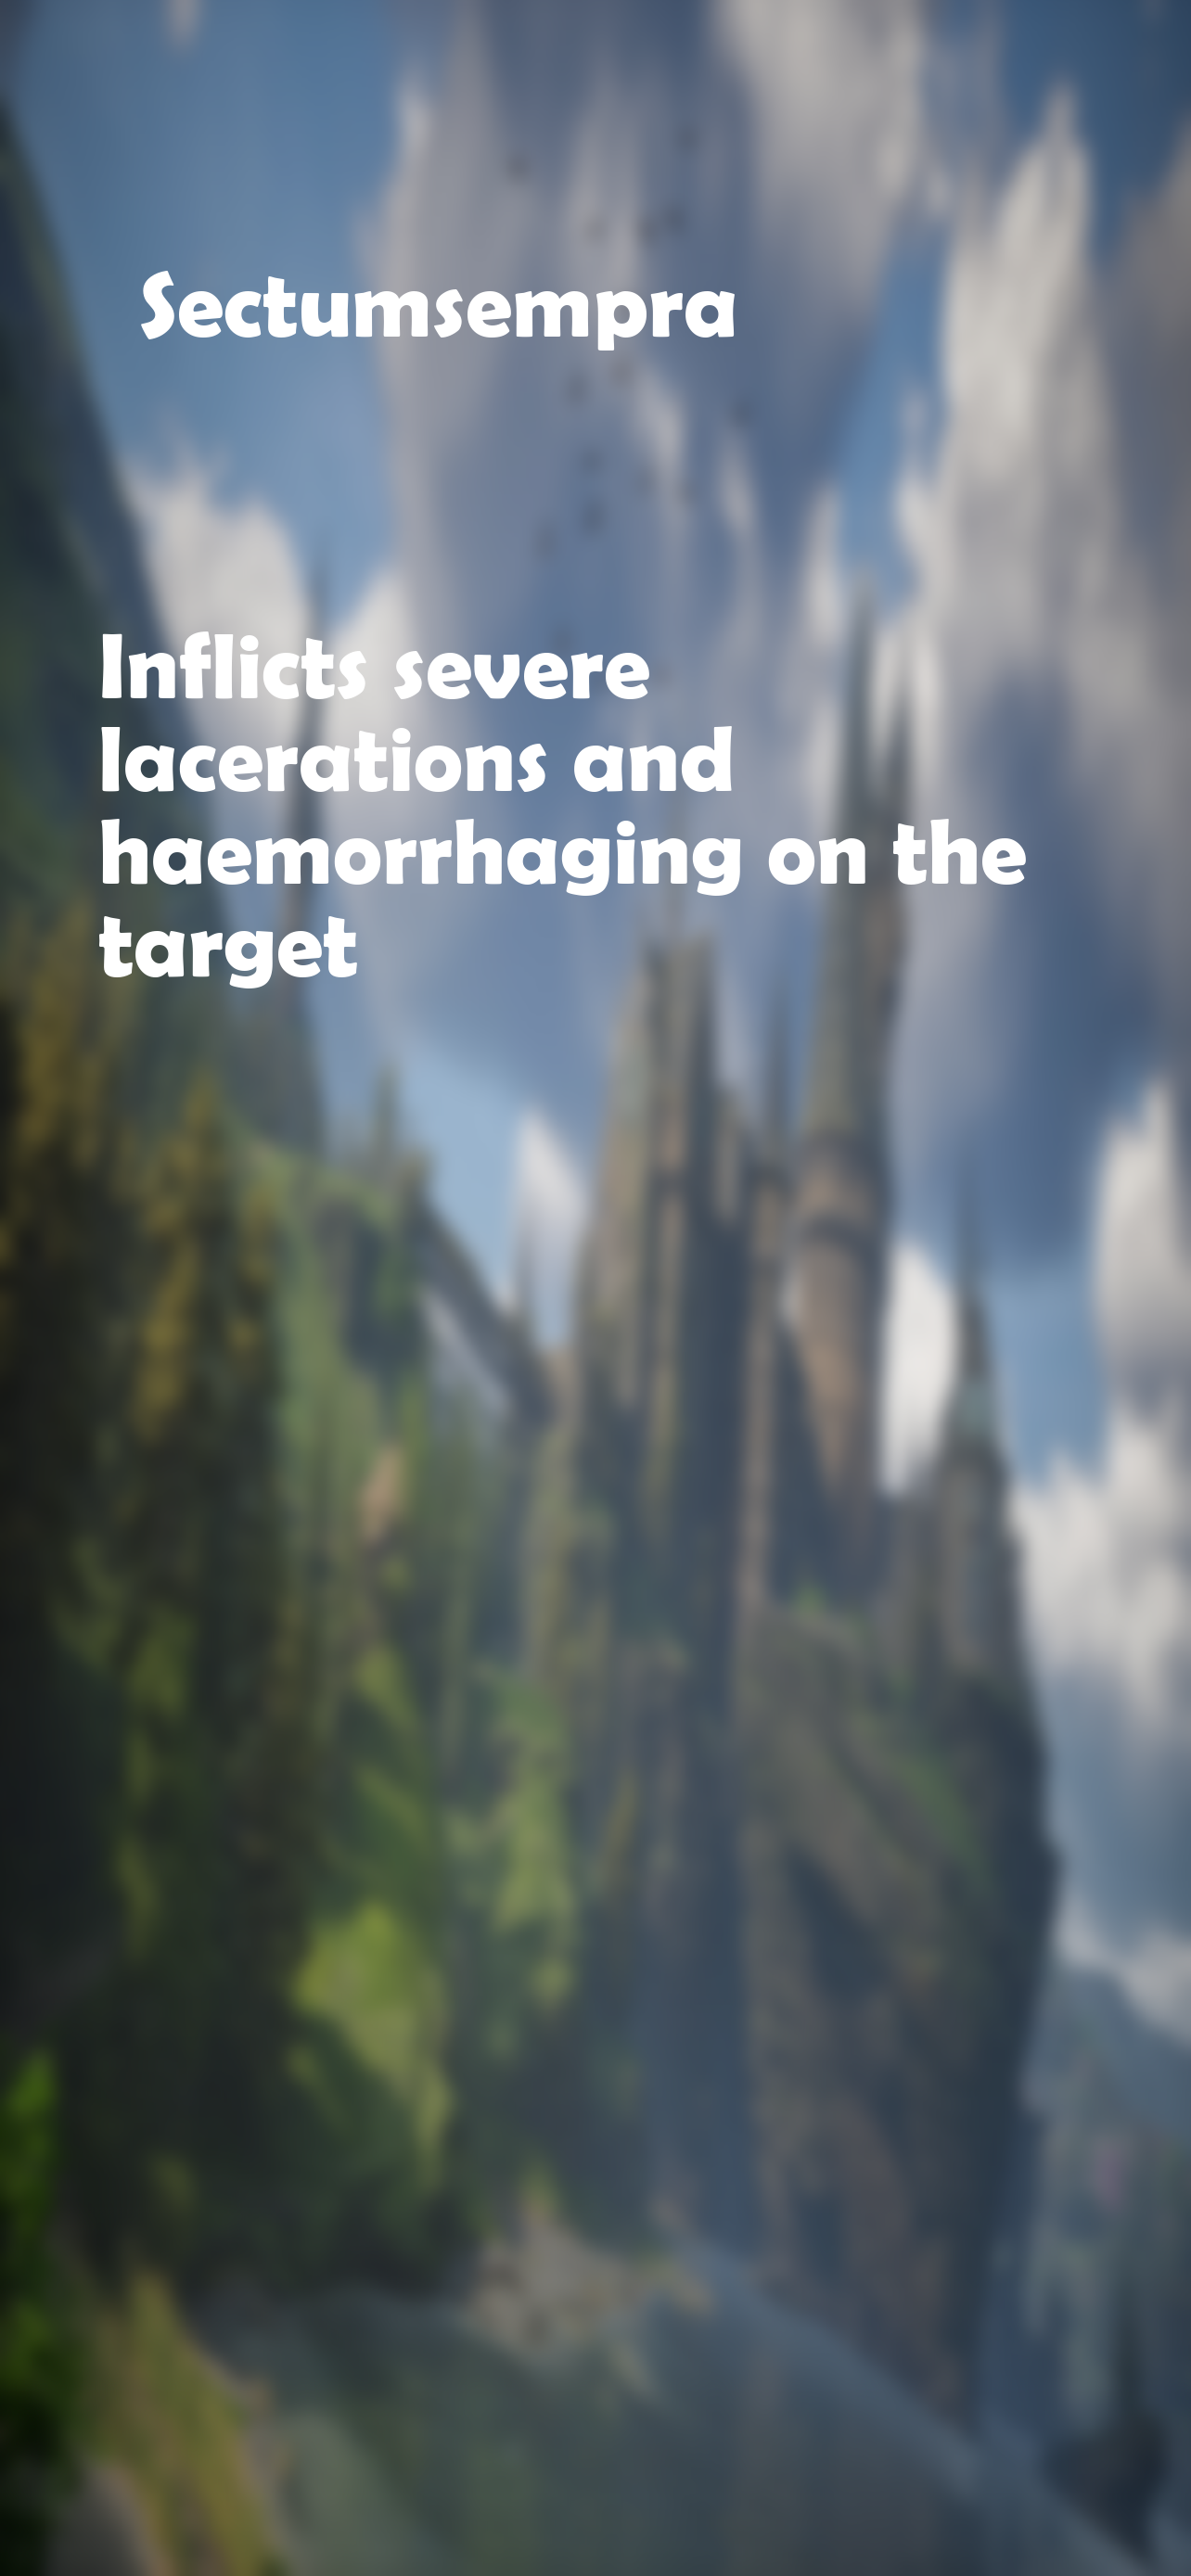 Sectumsempra
Inflicts severe
lacerations and
haemorrhaging on the
target